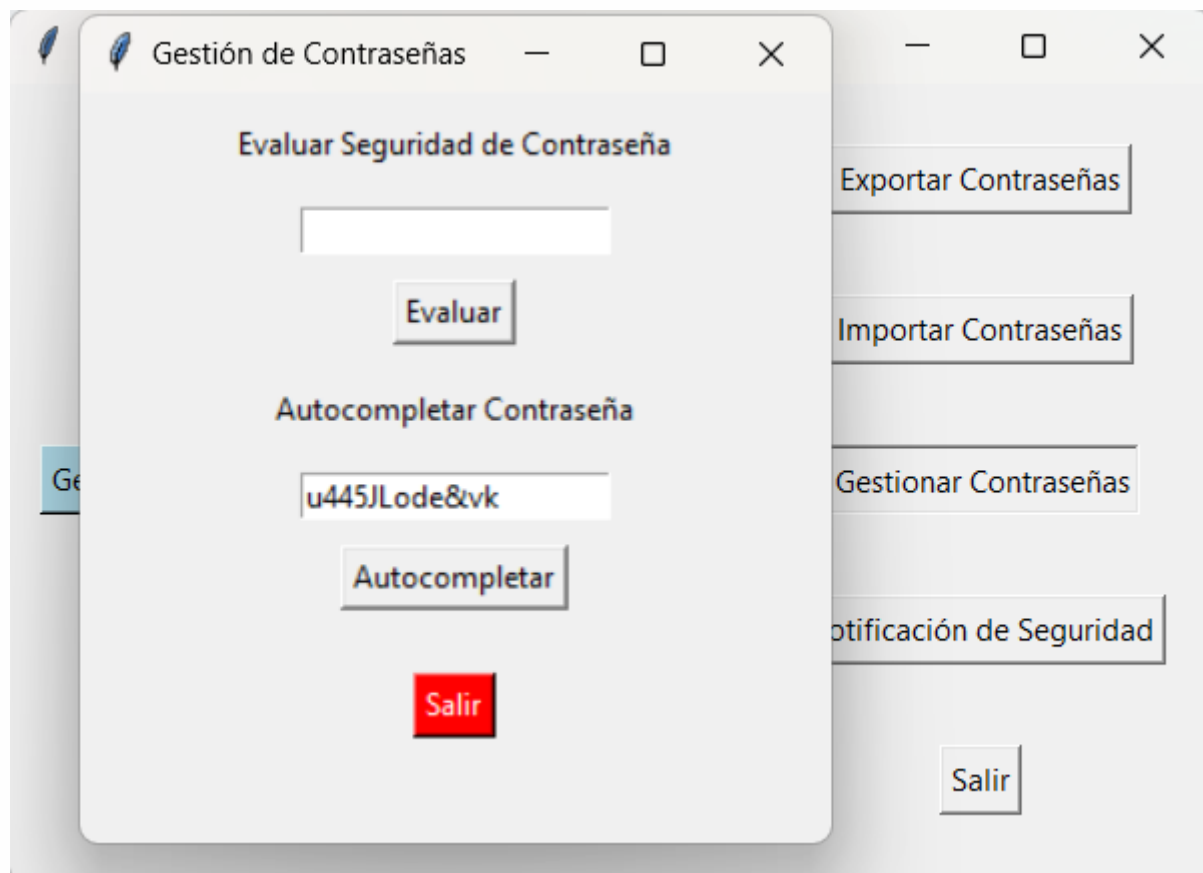 Gestión de Contraseñas
Evaluar Seguridad de Contraseña
Evaluar
Autocompletar Contraseña
u445JLode&vk
Autocompletar
Salir
Exportar Contraseñas
Importar Contraseñas
Ge
Gestionar Contraseñas
otificación de Seguridad
Salir